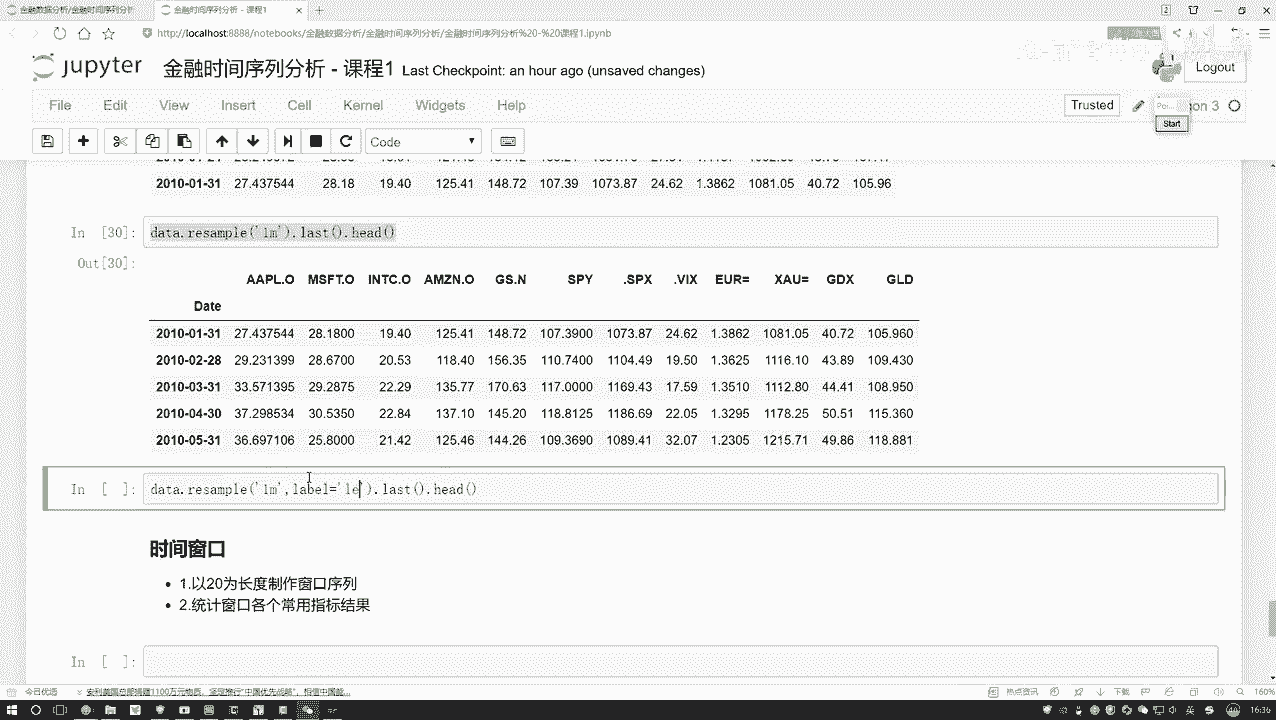 金融数据分析/金融时间序列分析
金融时间序列分析 - 课程1
http://localhost:8888/notebooks/金融数据分析/金融时间序列分析/金融时间序列分析%20-%20课程1.ipynb
jupyter 金融时间序列分析 - 课程1 Last Checkpoint: an hour ago (unsaved changes)
Logout
File Edit View Insert Cell Kernel Widgets Help
Trusted
on 3
Start
Code
2010-01-31 27.437544 28.18 19.40 125.41 148.72 107.39 1073.87 24.62 1.3862 1081.05 40.72 105.96
In [30]: data.resample('1m').last().head()
Out[30]:
AAPL.O MSFT.O INTC.O AMZN.O GS.N SPY .SPX .VIX EUR= XAU= GDX GLD
Date
2010-01-31 27.437544 28.1800 19.40 125.41 148.72 107.3900 1073.87 24.62 1.3862 1081.05 40.72 105.960
2010-02-28 29.231399 28.6700 20.53 118.40 156.35 110.7400 1104.49 19.50 1.3625 1116.10 43.89 109.430
2010-03-31 33.571395 29.2875 22.29 135.77 170.63 117.0000 1169.43 17.59 1.3510 1112.80 44.41 108.950
2010-04-30 37.298534 30.5350 22.84 137.10 145.20 118.8125 1186.69 22.05 1.3295 1178.25 50.51 115.360
2010-05-31 36.697106 25.8000 21.42 125.46 144.26 109.3690 1089.41 32.07 1.2305 1215.71 49.86 118.881
In [ ]: data.resample('1m',label='le').last().head()
时间窗口
1.以20为长度制作窗口序列
2.统计窗口各个常用指标结果
In [ ]:
今日优选
热点资讯
下载
160%
英
16:36